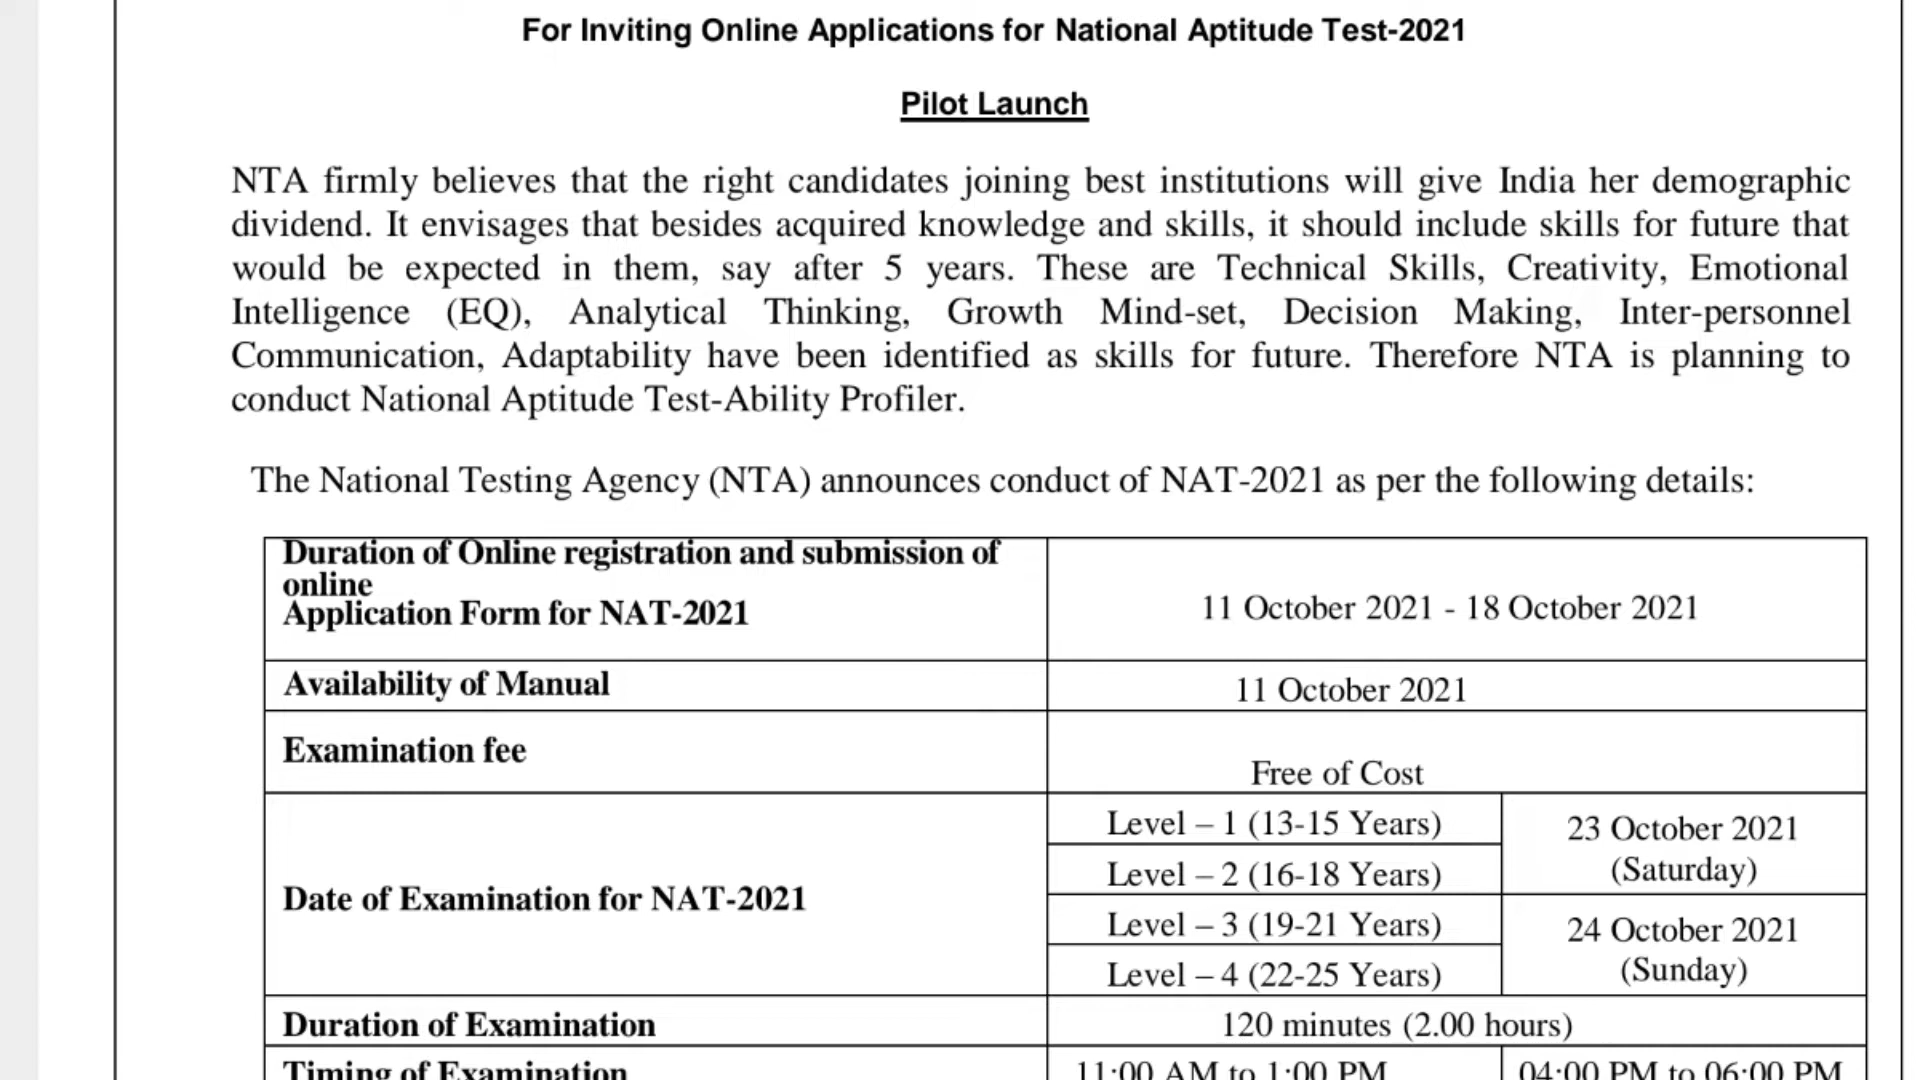 For Inviting Online Applications for National Aptitude Test-2021
Pilot Launch
NTA firmly believes that the right candidates joining best institutions will give India her demographic
dividend. It envisages that besides acquired knowledge and skills, it should include skills for future that
would be expected in them, say after 5 years. These are Technical Skills, Creativity, Emotional
Intelligence (EQ), Analytical Thinking, Growth Mind-set, Decision Making, Inter-personnel
Communication, Adaptability have been identified as skills for future. Therefore NTA is planning to
conduct National Aptitude Test-Ability Profiler.
The National Testing Agency (NTA) announces conduct of NAT-2021 as per the following details:
Duration of Online registration and submission of
online
Application Form for NAT-2021
11 October 2021 - 18 October 2021
Availability of Manual
11 October 2021
Examination fee
Free of Cost
Date of Examination for NAT-2021
Level – 1 (13-15 Years)
Level – 2 (16-18 Years)
23 October 2021
(Saturday)
Level – 3 (19-21 Years)
Level – 4 (22-25 Years)
24 October 2021
(Sunday)
Duration of Examination
120 minutes (2.00 hours)
Timing of Examination
11:00 AM to 1:00 PM
04:00 PM to 06:00 PM